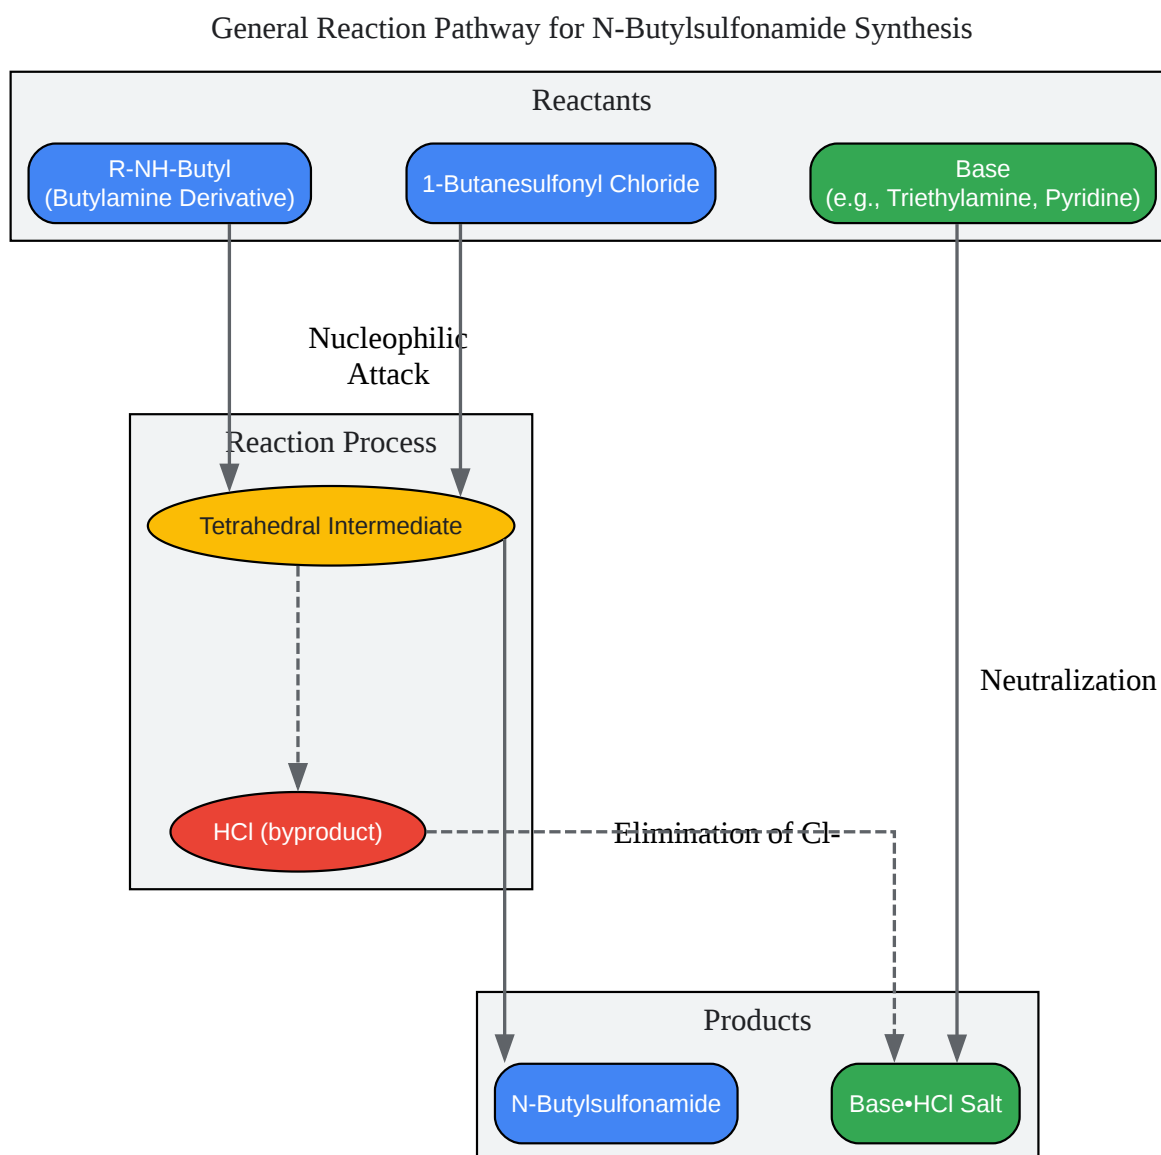 General Reaction Pathway for N-Butylsulfonamide Synthesis
Reactants
R-NH-Butyl
(Butylamine Derivative)
1-Butanesulfonyl Chloride
Base
(e.g., Triethylamine, Pyridine)
Nucleophilic
Attack
Reaction Process
Tetrahedral Intermediate
Neutralization
HCl (byproduct)
Elimination of Cl-
Products
N-Butylsulfonamide
Base•HCl Salt